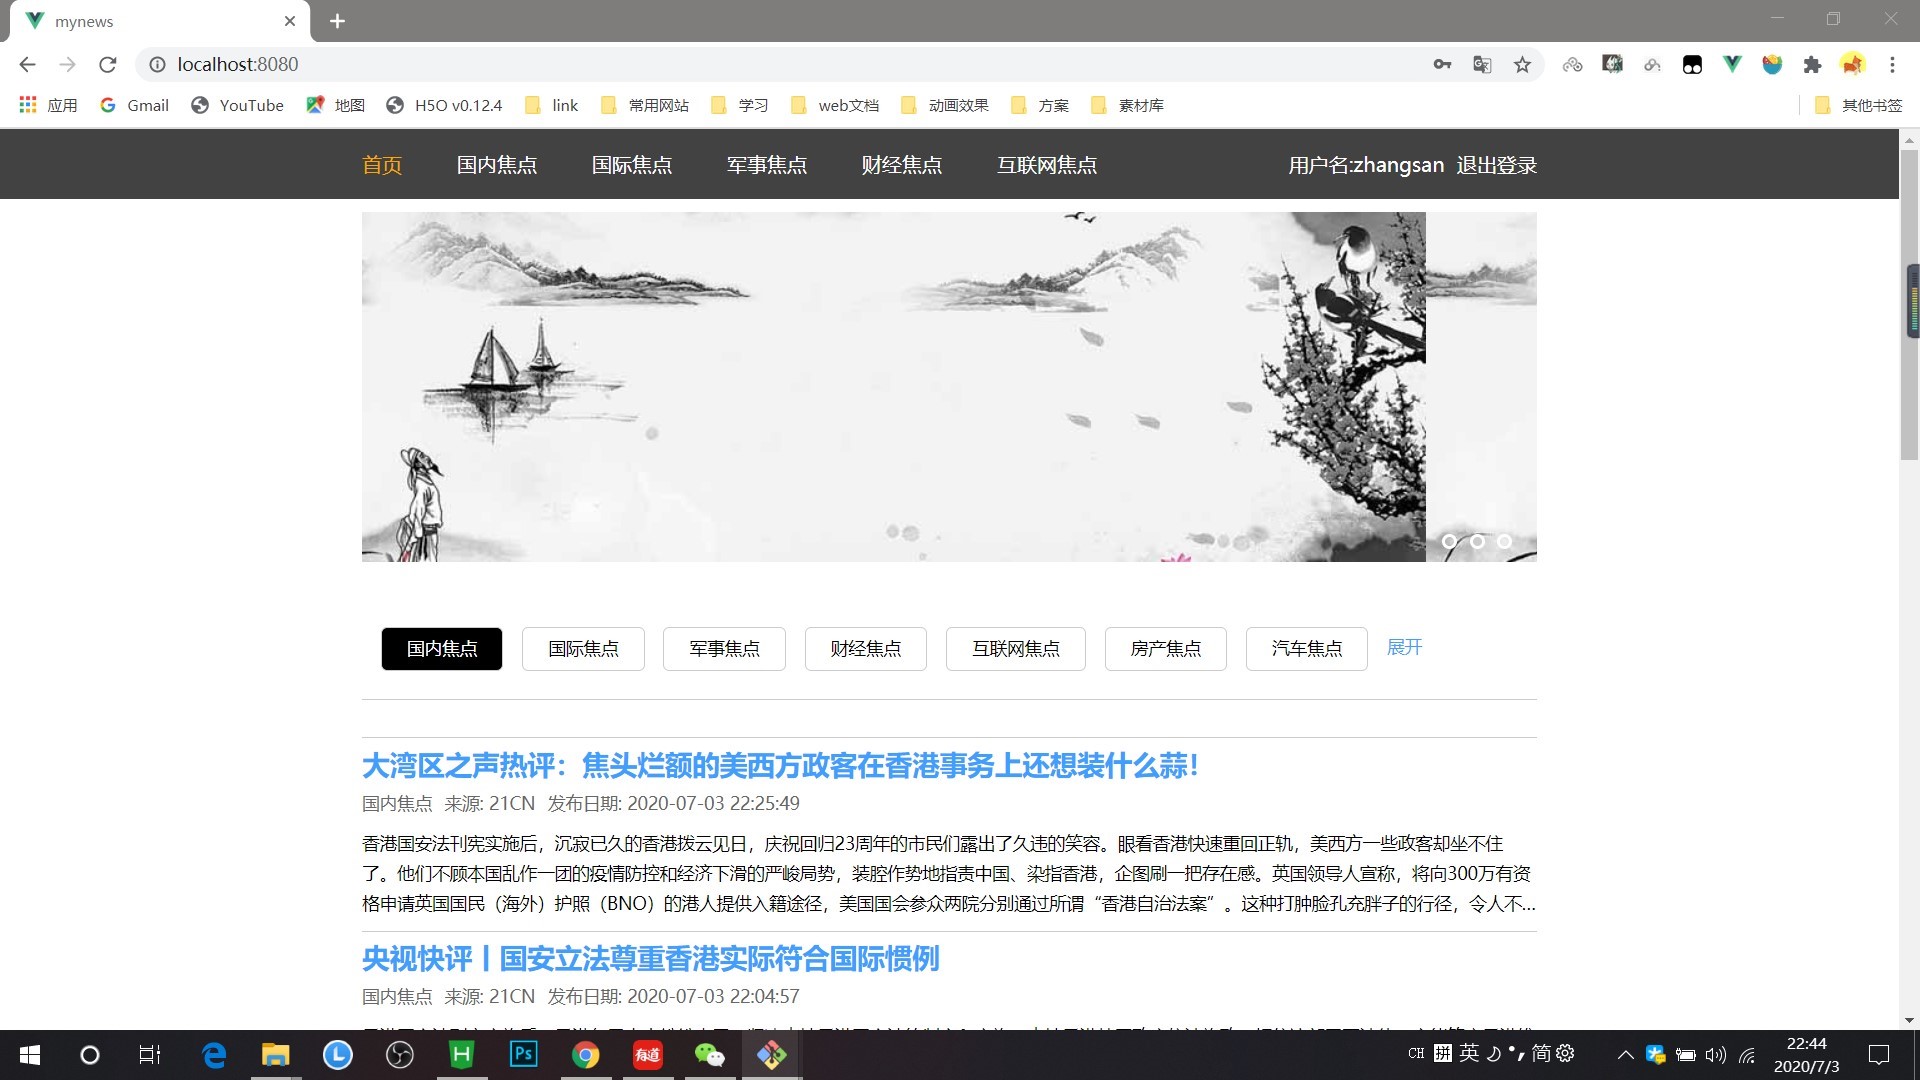 mynews
localhost:8080
应用 Gmail YouTube 地图 H5O v0.12.4 link 常用网站 学习 web文档 动画效果 方案 素材库 其他书签
首页 国内焦点 国际焦点 军事焦点 财经焦点 互联网焦点 用户名:zhangsan 退出登录
国内焦点 国际焦点 军事焦点 财经焦点 互联网焦点 房产焦点 汽车焦点 展开
大湾区之声热评：焦头烂额的美西方政客在香港事务上还想装什么蒜！
国内焦点 来源: 21CN 发布日期: 2020-07-03 22:25:49
香港国安法刊宪实施后，沉寂已久的香港拨云见日，庆祝回归23周年的市民们露出了久违的笑容。眼看香港快速重回正轨，美西方一些政客却坐不住
了。他们不顾本国乱作一团的疫情防控和经济下滑的严峻局势，装腔作势地指责中国、染指香港，企图刷一把存在感。英国领导人宣称，将向300万有资
格申请英国国民（海外）护照（BNO）的港人提供入籍途径，美国国会参众两院分别通过所谓“香港自治法案”。这种打肿脸孔充胖子的行径，令人不...
央视快评丨国安立法尊重香港实际符合国际惯例
国内焦点 来源: 21CN 发布日期: 2020-07-03 22:04:57
有道
Ps
CH 拼 英 简
22:44
2020/7/3